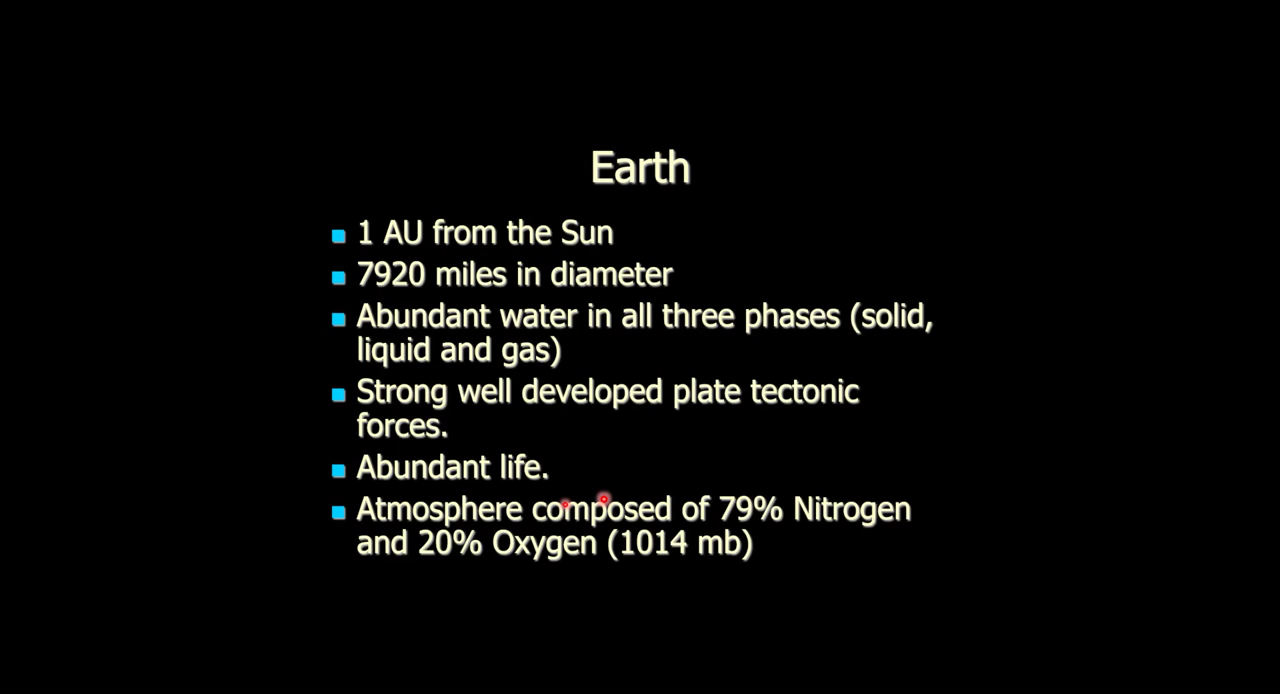 Earth
1 AU from the Sun
7920 miles in diameter
Abundant water in all three phases (solid,
liquid and gas)
Strong well developed plate tectonic
forces.
Abundant life.
Atmosphere composed of 79% Nitrogen
and 20% Oxygen (1014 mb)